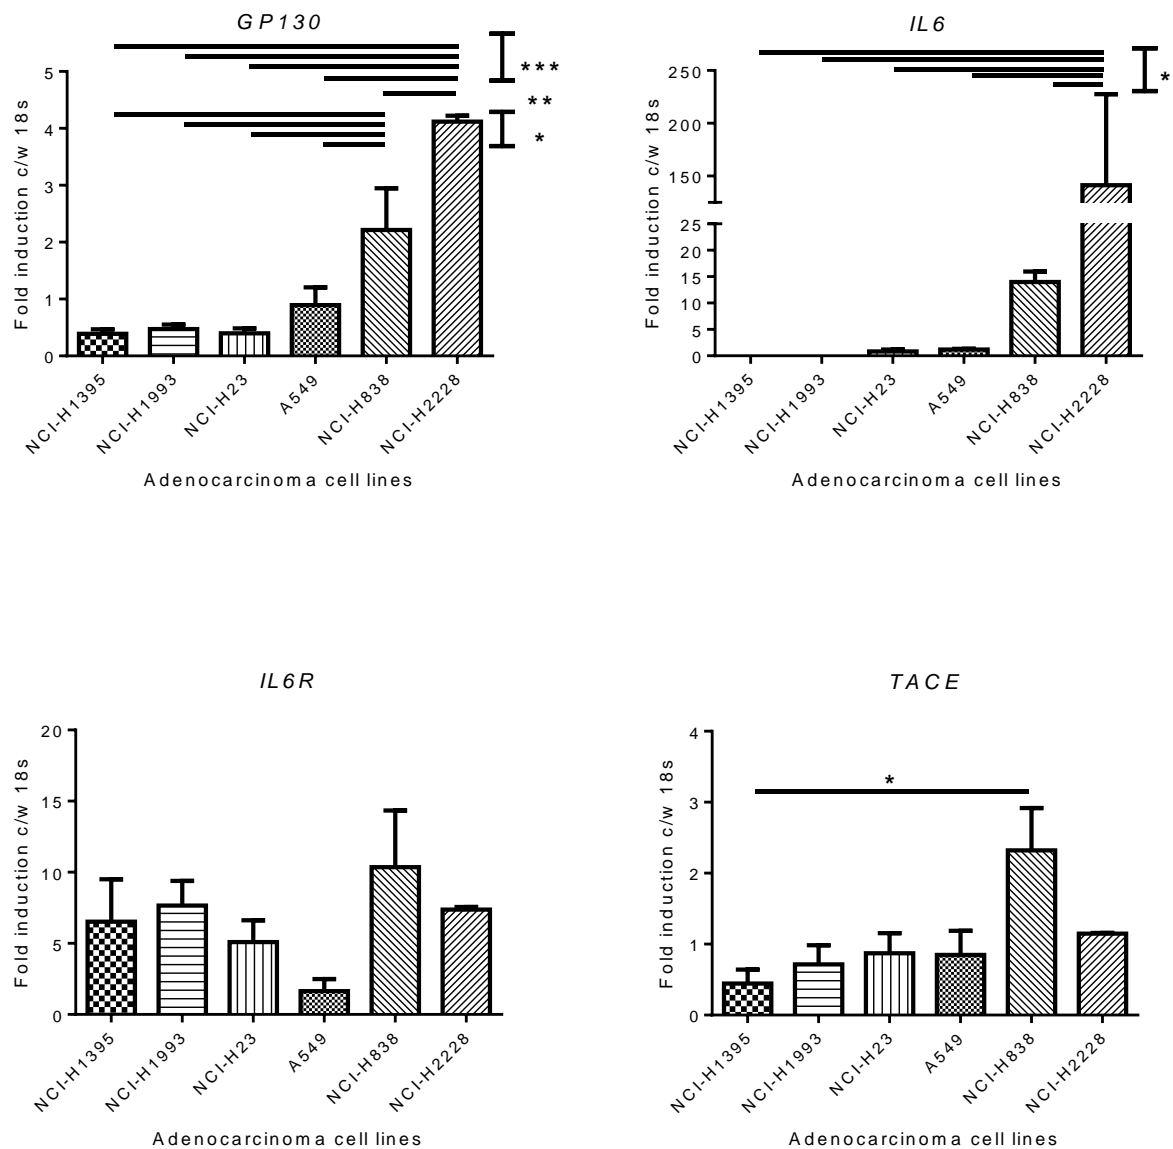 GP130
***
**
*
Fold induction c/w 18s
5
4
3
2
1
0
NCI-H1395
NCI-H1993
NCI-H23
A549
NCI-H838
NCI-H2228
Adenocarcinoma cell lines
IL6
*
Fold induction c/w 18s
250
200
150
25
20
15
10
5
0
NCI-H1395
NCI-H1993
NCI-H23
A549
NCI-H838
NCI-H2228
Adenocarcinoma cell lines
IL6R
Fold induction c/w 18s
20
15
10
5
0
NCI-H1395
NCI-H1993
NCI-H23
A549
NCI-H838
NCI-H2228
Adenocarcinoma cell lines
TACE
*
Fold induction c/w 18s
4
3
2
1
0
NCI-H1395
NCI-H1993
NCI-H23
A549
NCI-H838
NCI-H2228
Adenocarcinoma cell lines